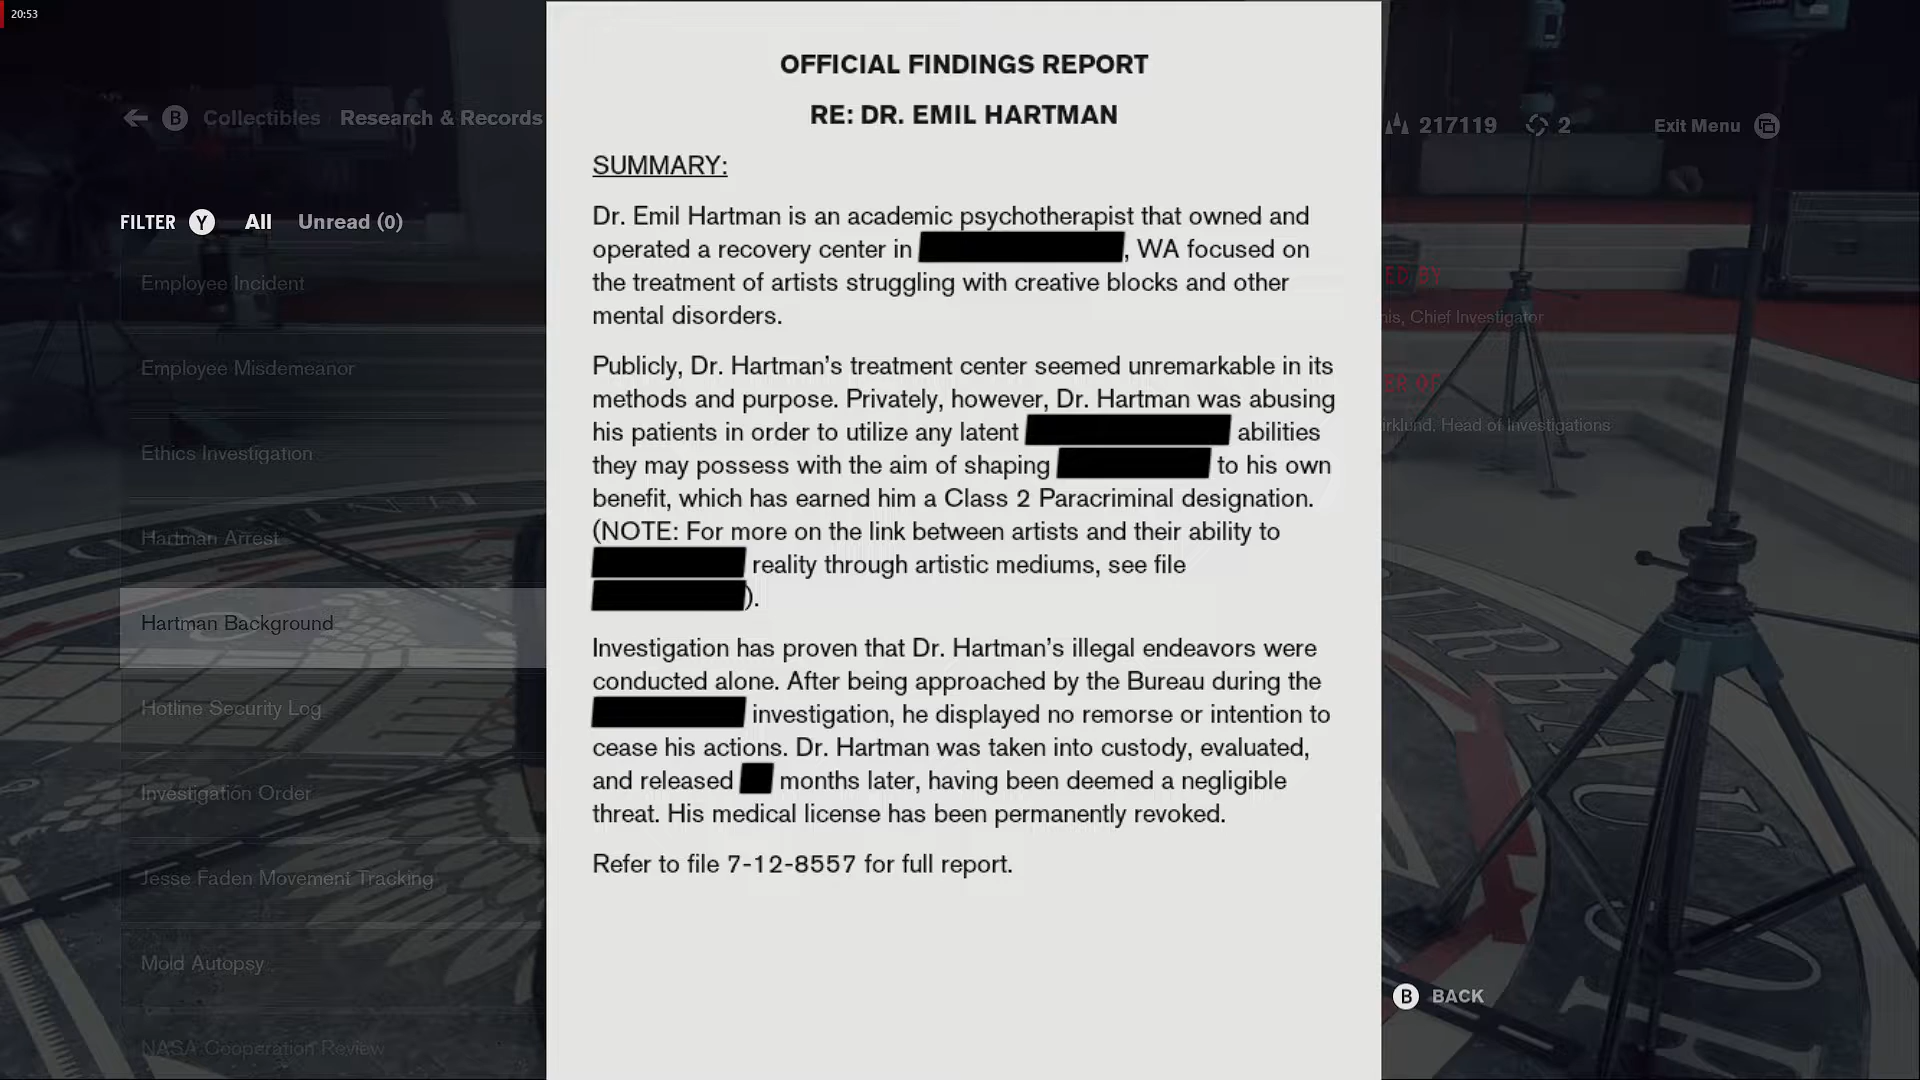 20:53
B Collectibles Research & Records
217119 2 Exit Menu
FILTER Y All Unread (0)
Employee Incident
Employee Misdemeanor
Ethics Investigation
Hartman Arrest
Hartman Background
Hotline Security Log
Investigation Order
Jesse Faden Movement Tracking
Mold Autopsy
NASA Cooperation Review
OFFICIAL FINDINGS REPORT
RE: DR. EMIL HARTMAN
SUMMARY:
Dr. Emil Hartman is an academic psychotherapist that owned and
operated a recovery center in , WA focused on
the treatment of artists struggling with creative blocks and other
mental disorders.
Publicly, Dr. Hartman’s treatment center seemed unremarkable in its
methods and purpose. Privately, however, Dr. Hartman was abusing
his patients in order to utilize any latent abilities
they may possess with the aim of shaping to his own
benefit, which has earned him a Class 2 Paracriminal designation.
(NOTE: For more on the link between artists and their ability to
reality through artistic mediums, see file
).
Investigation has proven that Dr. Hartman’s illegal endeavors were
conducted alone. After being approached by the Bureau during the
investigation, he displayed no remorse or intention to
cease his actions. Dr. Hartman was taken into custody, evaluated,
and released months later, having been deemed a negligible
threat. His medical license has been permanently revoked.
Refer to file 7-12-8557 for full report.
ED BY
nis, Chief Investigator
ER OF
irklund, Head of Investigations
B BACK